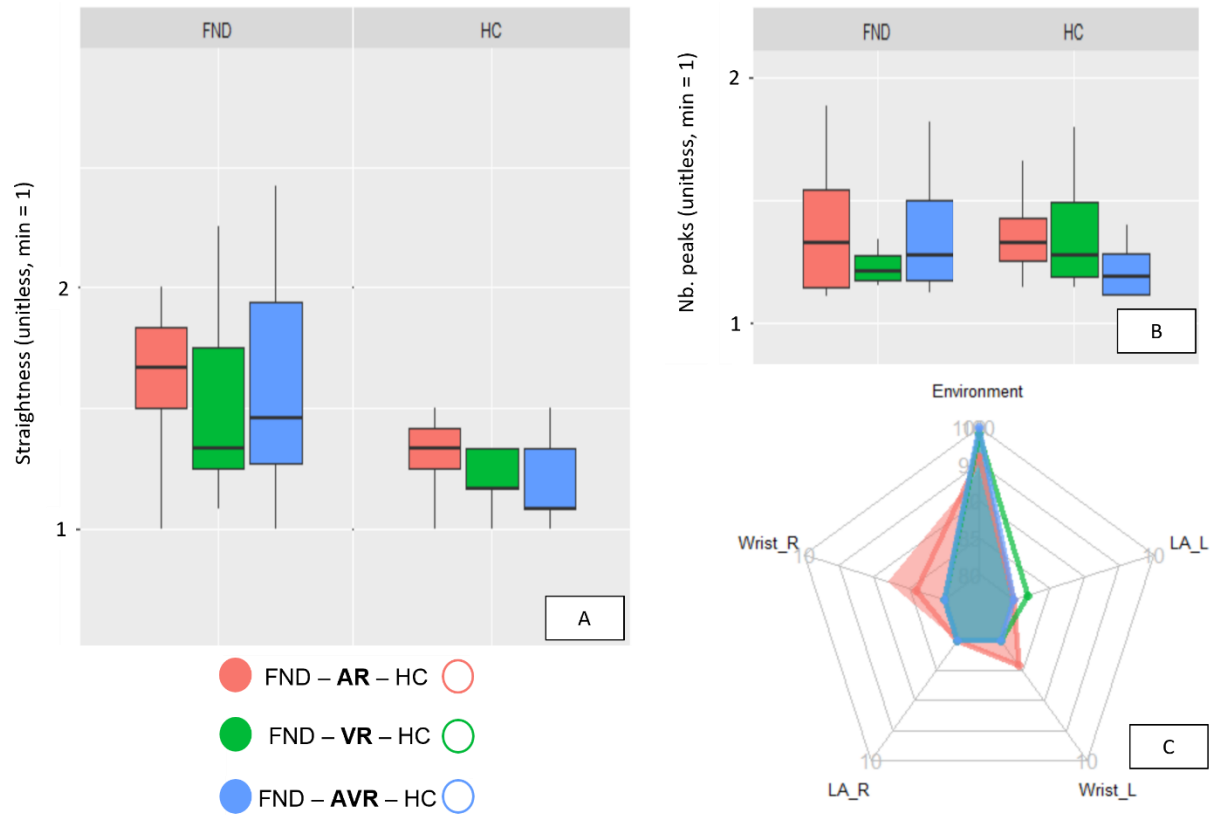 FND HC
Straightness (unitless, min = 1)
2
1
A
FND – AR – HC
FND – VR – HC
FND – AVR – HC
FND HC
Nb. peaks (unitless, min = 1)
2
1
B
Environment
LA_L
10
Wrist_L
10
LA_R
10
Wrist_R
10
80
C